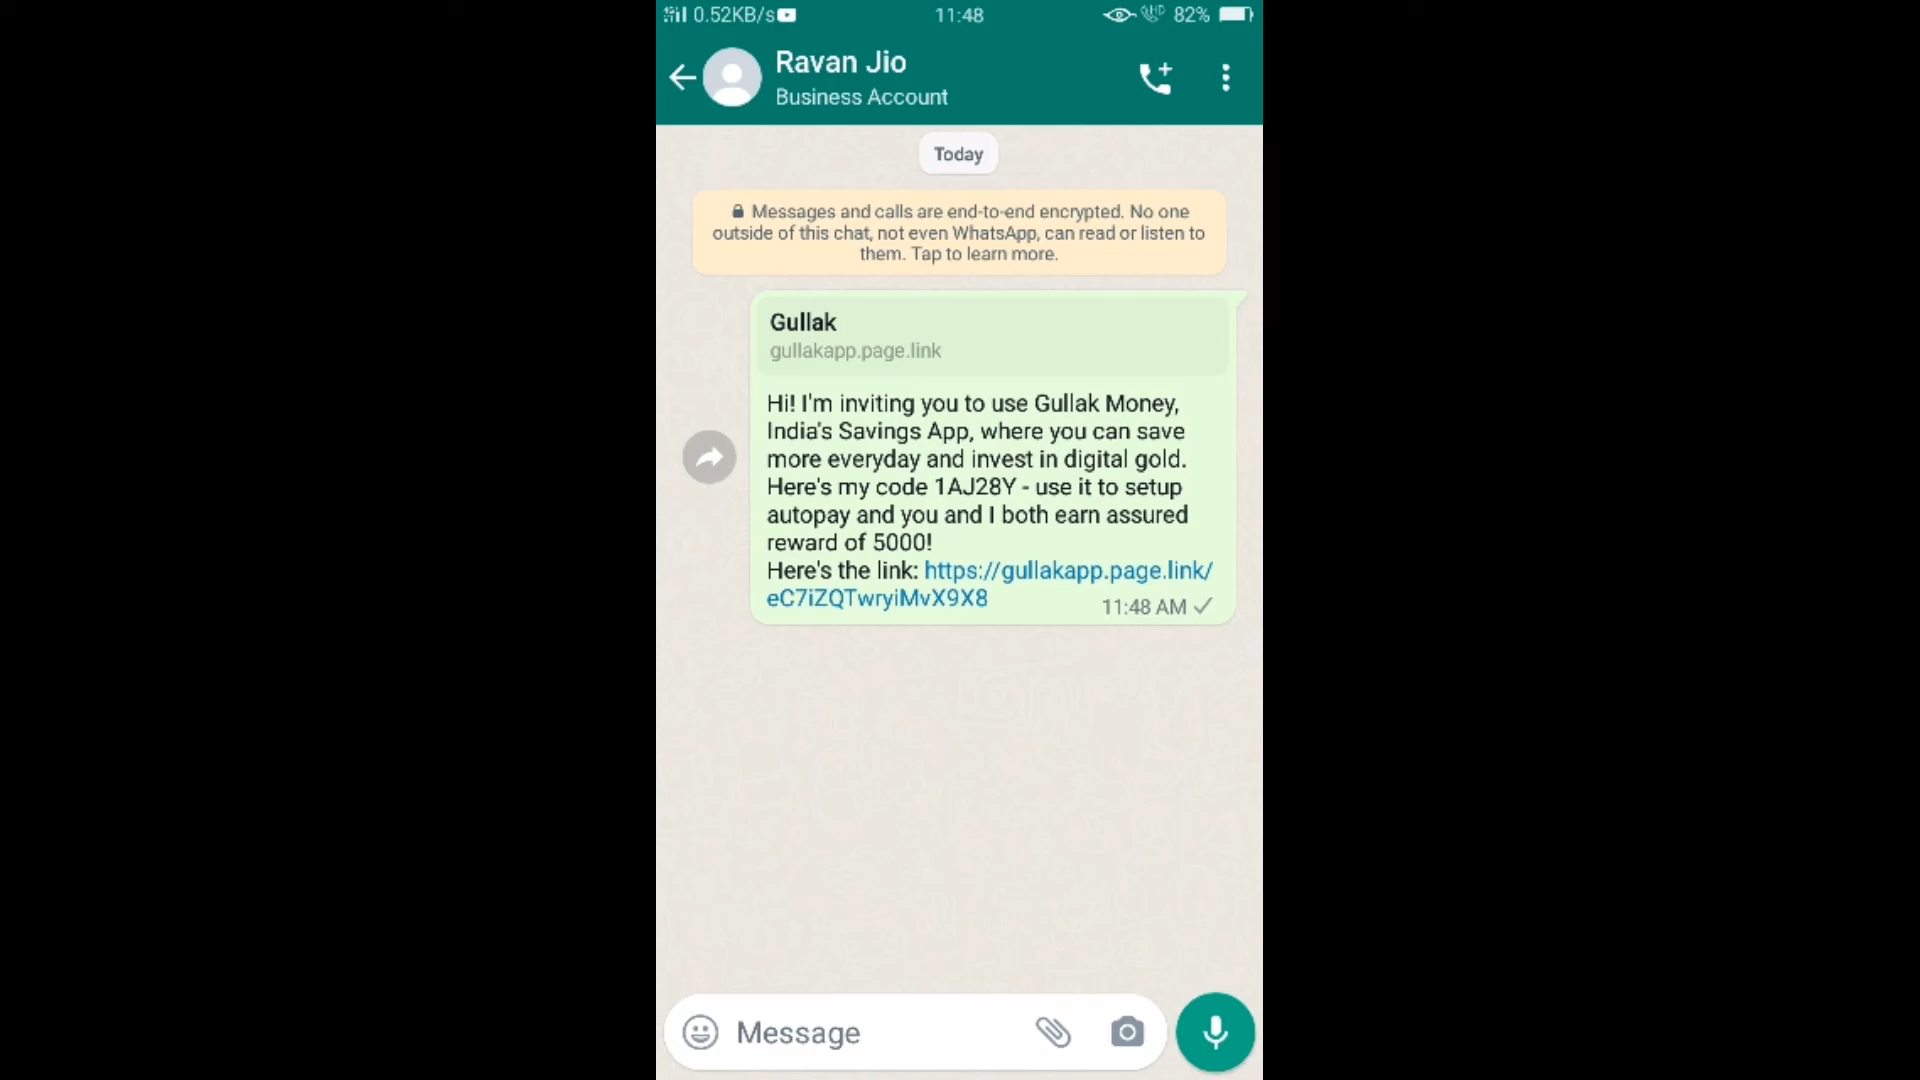 0.52KB/s
11:48
82%
Ravan Jio
Business Account
Today
Messages and calls are end-to-end encrypted. No one
outside of this chat, not even WhatsApp, can read or listen to
them. Tap to learn more.
Gullak
gullakapp.page.link
Hi! I'm inviting you to use Gullak Money,
India's Savings App, where you can save
more everyday and invest in digital gold.
Here's my code 1AJ28Y - use it to setup
autopay and you and I both earn assured
reward of 5000!
Here's the link: https://gullakapp.page.link/
eC7iZQTwryiMvX9X8
11:48 AM
Message